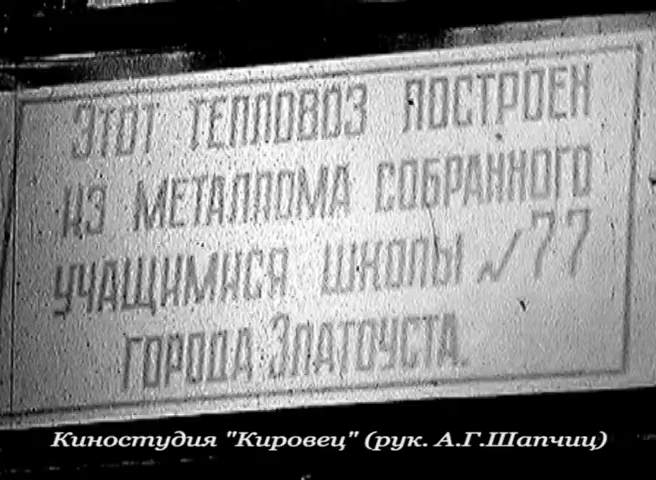 Этот тепловоз построен
из металлома собранного
учащимися школы №77
города Златоуста.
Киностудия "Кировец" (рук. А.Г.Шапчиц)